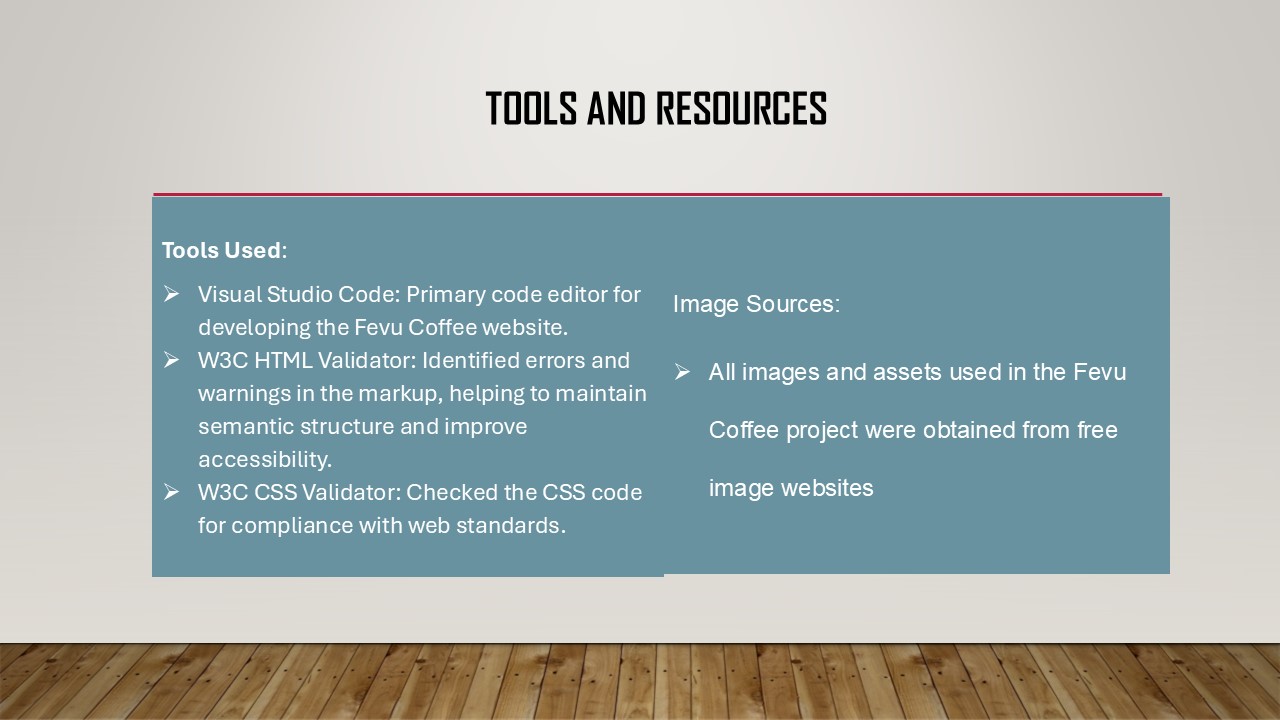 TOOLS AND RESOURCES
Tools Used:
➢ Visual Studio Code: Primary code editor for
developing the Fevu Coffee website.
➢ W3C HTML Validator: Identified errors and
warnings in the markup, helping to maintain
semantic structure and improve
accessibility.
➢ W3C CSS Validator: Checked the CSS code
for compliance with web standards.
Image Sources:
➢ All images and assets used in the Fevu
Coffee project were obtained from free
image websites